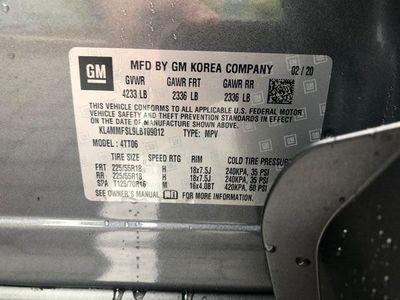 GM
MFD BY GM KOREA COMPANY 02 / 20
GVWR GAWR FRT GAWR RR
4233 LB 2336 LB 2336 LB
THIS VEHICLE CONFORMS TO ALL APPLICABLE U.S. FEDERAL MOTOR
VEHICLE SAFETY AND THEFT PREVENTION STANDARDS IN EFFECT
ON THE DATE OF MANUFACTURE SHOWN ABOVE.
KL4MMFSL9LB109012 TYPE: MPV
MODEL: 4TT06
TIRE SIZE SPEED RTG RIM COLD TIRE
FRT 225/55R18 H 18x7.5J 240KPA, 35 PSI
RR 225/55R18 H 18x7.5J 240KPA, 35 PSI
SPA T125/70R16 M 16x4.0BT 420KPA, 60 PSI
SEE OWNER'S MANUAL FOR MORE INFORMATION.